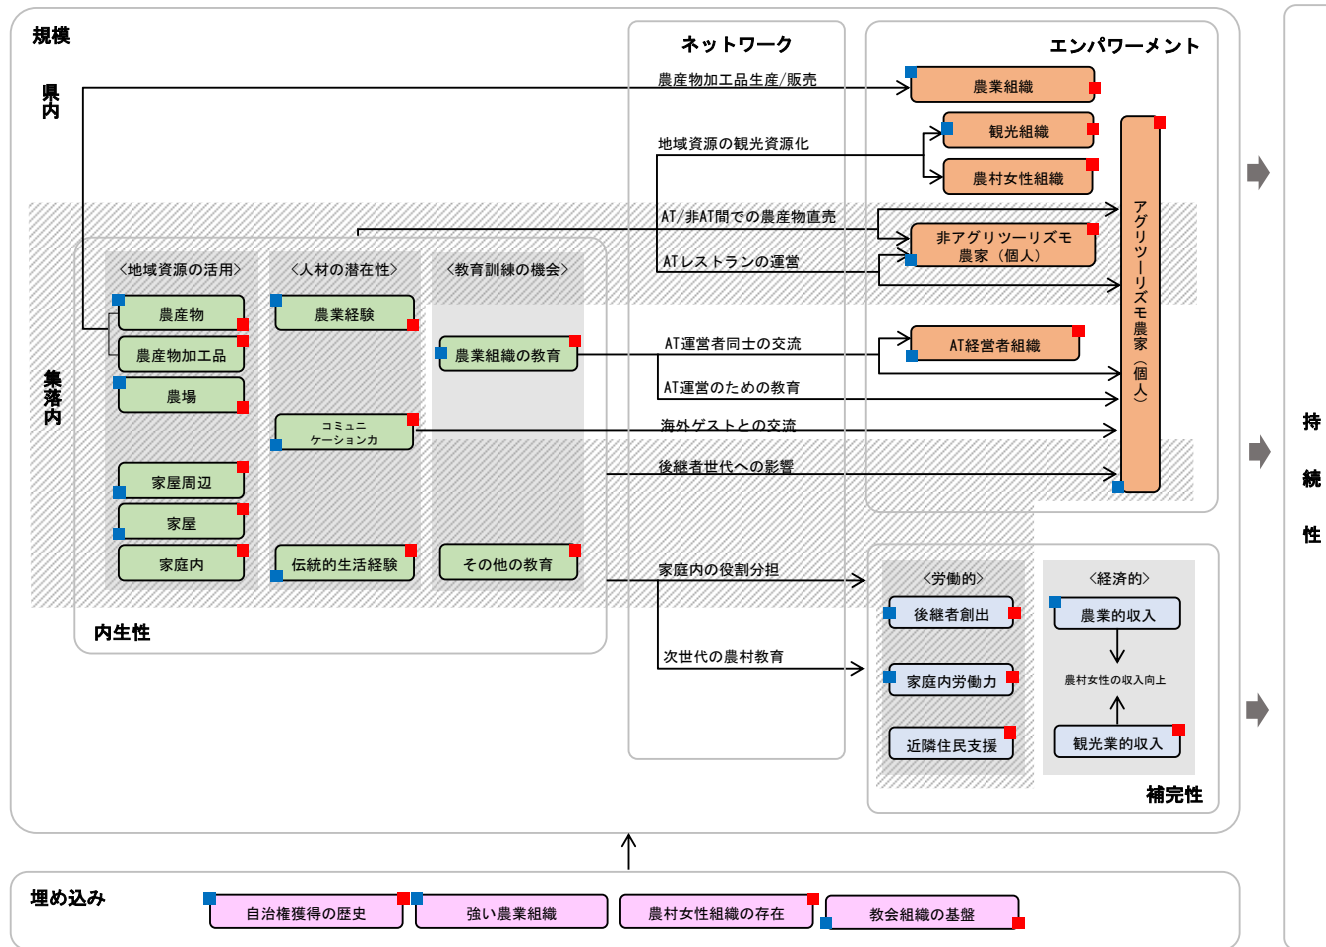 規模
県内
集落内
ネットワーク
エンパワーメント
農産物加工品生産/販売
地域資源の観光資源化
AT/非AT間での農産物直売
ATレストランの運営
AT運営者同士の交流
AT運営のための教育
海外ゲストとの交流
後継者世代への影響
家庭内の役割分担
次世代の農村教育
農業組織
観光組織
農村女性組織
非アグリツーリズモ
農家（個人）
AT経営者組織
アグリツーリズモ農家（個人）
〈地域資源の活用〉
農産物
農産物加工品
農場
家屋周辺
家屋
家庭内
〈人材の潜在性〉
農業経験
コミュニ
ケーション力
伝統的生活経験
〈教育訓練の機会〉
農業組織の教育
その他の教育
内生性
〈労働的〉
後継者創出
家庭内労働力
近隣住民支援
〈経済的〉
農業的収入
農村女性の収入向上
観光業的収入
補完性
持続性
埋め込み
自治権獲得の歴史
強い農業組織
農村女性組織の存在
教会組織の基盤